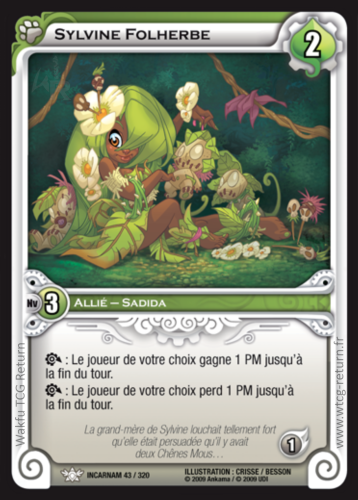 Sylvine Folherbe
2
Nv 3 Allié – Sadida
: Le joueur de votre choix gagne 1 PM jusqu'à
la fin du tour.
: Le joueur de votre choix perd 1 PM jusqu'à
la fin du tour.
La grand-mère de Sylvine louchait tellement fort
qu'elle était persuadée qu'il y avait
deux Chênes Mous…
1
INCARNAM 43 / 320
ILLUSTRATION : CRISSE / BESSON
© 2009 Ankama / © 2009 UDI
Wakfu TCG Return
www.wtcg-return.fr